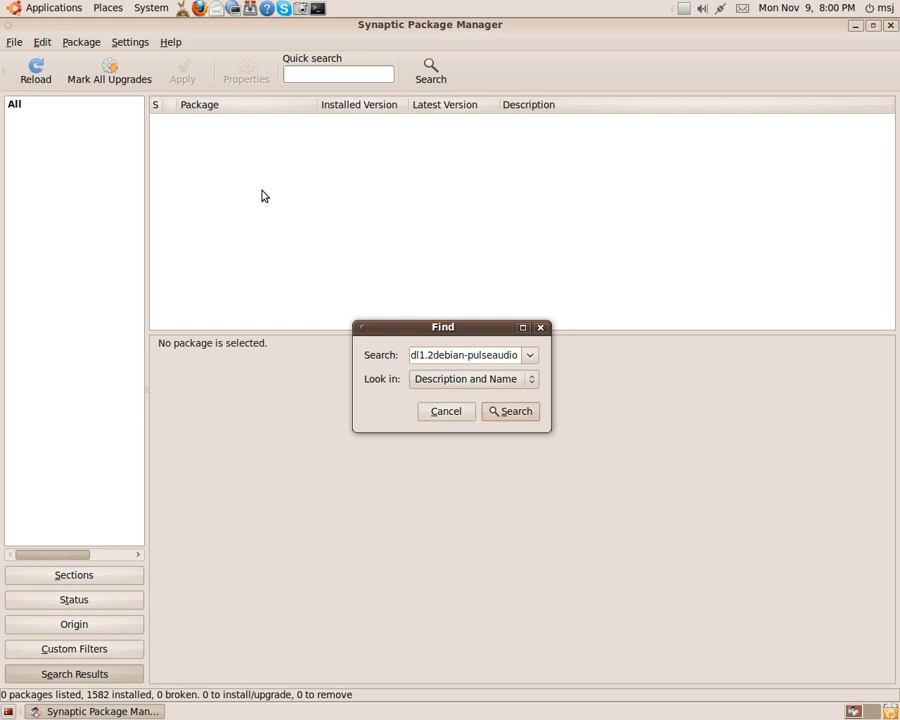 Applications Places System Mon Nov 9, 8:00 PM msj
Synaptic Package Manager
File Edit Package Settings Help
Quick search
Reload Mark All Upgrades Apply Properties Search
All
S Package Installed Version Latest Version Description
No package is selected.
Find
Search: dl1.2debian-pulseaudio
Look in: Description and Name
Cancel Search
Sections
Status
Origin
Custom Filters
Search Results
0 packages listed, 1582 installed, 0 broken. 0 to install/upgrade, 0 to remove
Synaptic Package Man...